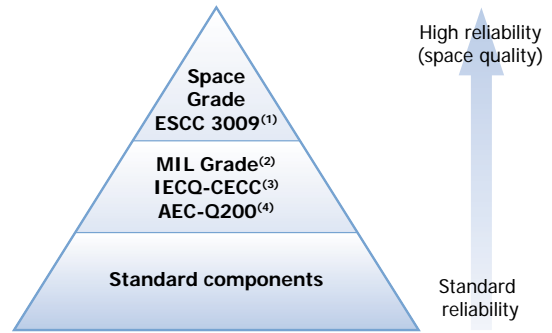 Space
Grade
ESCC 3009(1)
MIL Grade(2)
IECQ-CECC(3)
AEC-Q200(4)
Standard components
High reliability
(space quality)
Standard
reliability